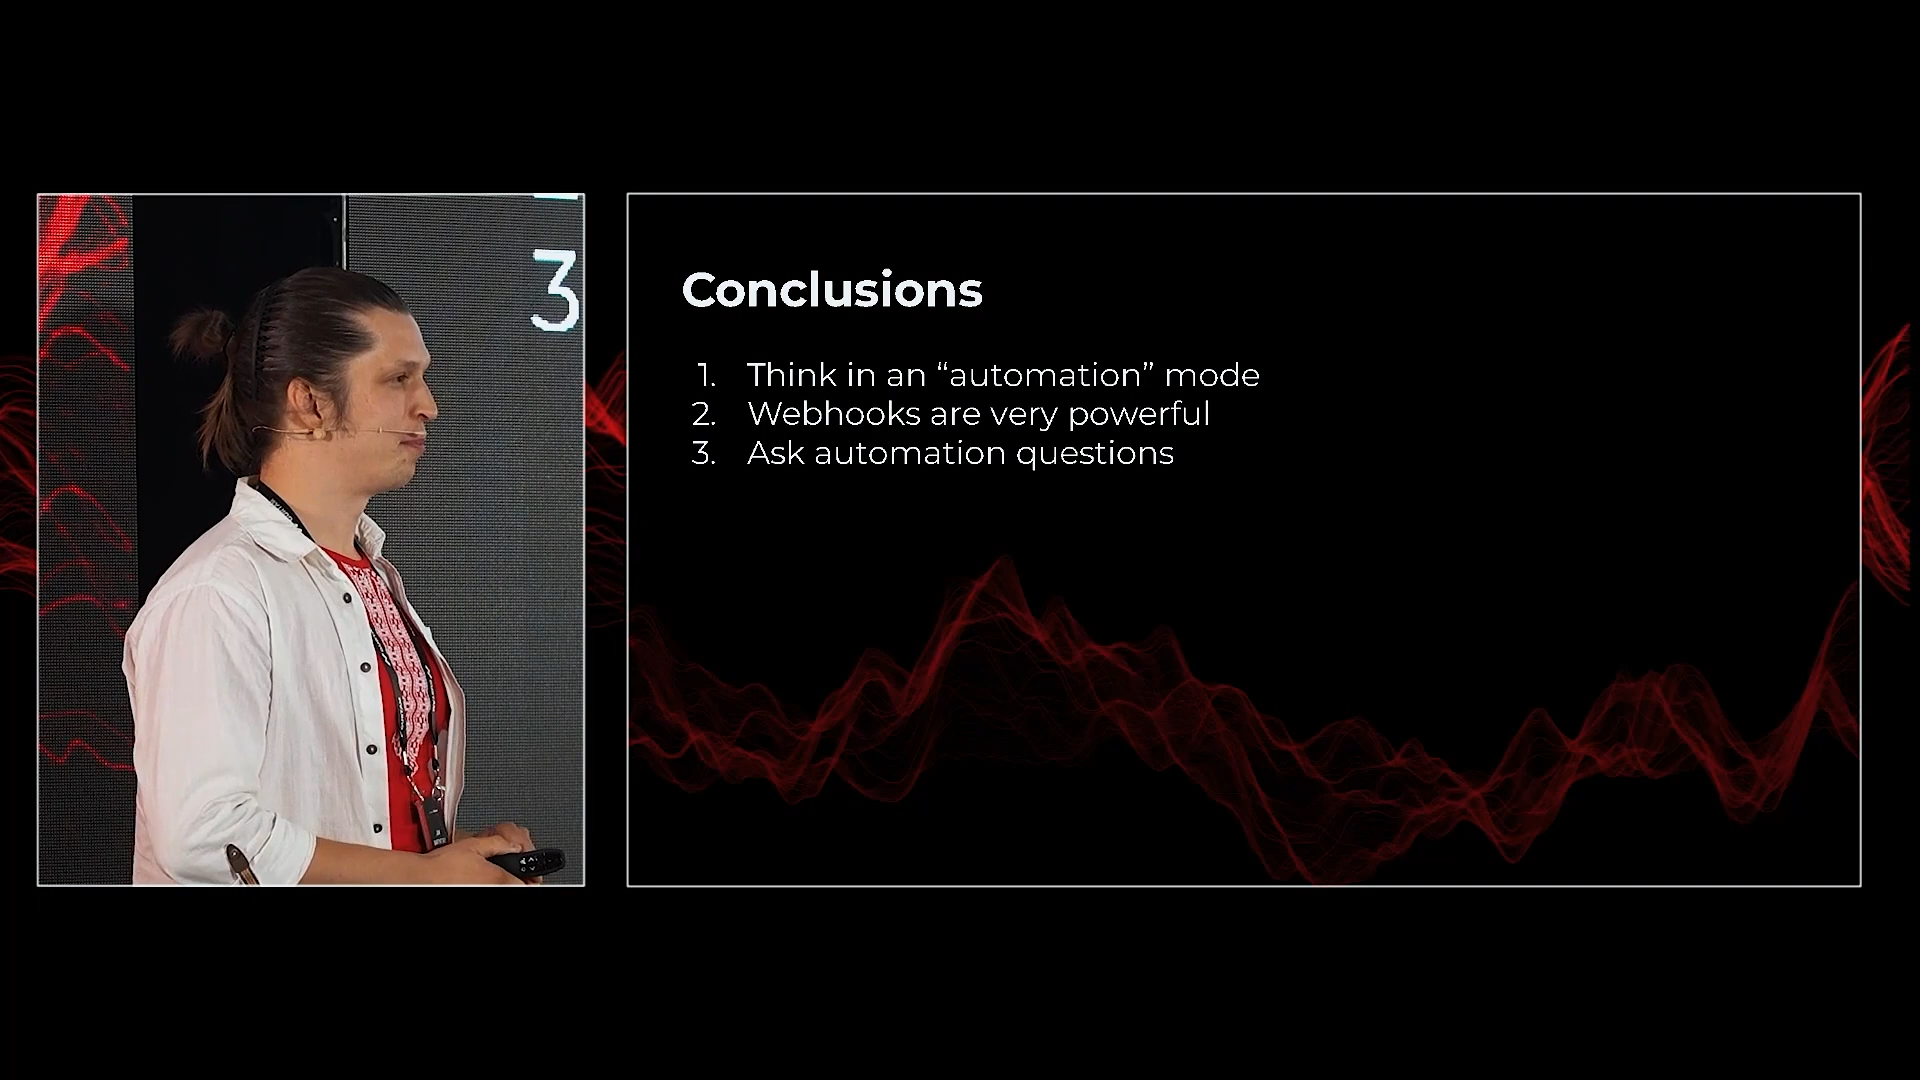 3
Conclusions
1. Think in an “automation” mode
2. Webhooks are very powerful
3. Ask automation questions